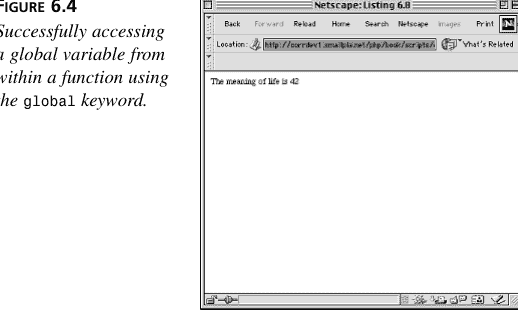 FIGURE 6.4
Successfully accessing
a global variable from
within a function using
the global keyword.
Netscape: Listing 6.8
Back Forward Reload Home Search Netscape Images Print
Location: What's Related
The meaning of life is 42